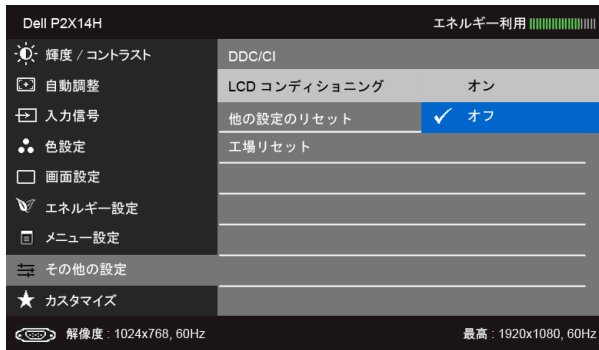 Dell P2X14H エネルギー利用
輝度 / コントラスト
自動調整
入力信号
色設定
画面設定
エネルギー設定
メニュー設定
その他の設定
カスタマイズ
DDC/CI
LCD コンディショニング オン
他の設定のリセット オフ
工場リセット
解像度 : 1024x768, 60Hz 最高 : 1920x1080, 60Hz